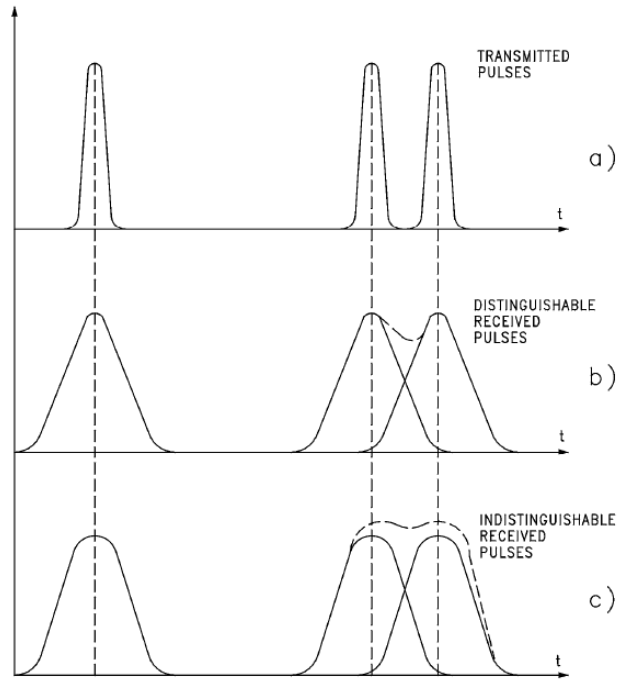 TRANSMITTED
PULSES
a)
t
DISTINGUISHABLE
RECEIVED
PULSES
b)
t
INDISTINGUISHABLE
RECEIVED
PULSES
c)
t